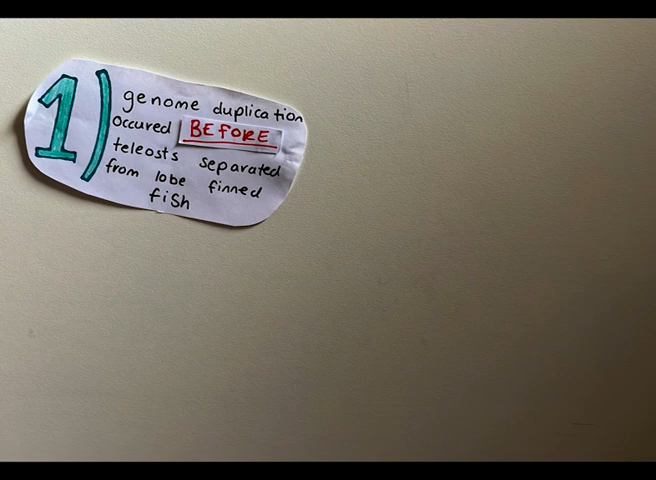 1) genome duplication
occured BEFORE
teleosts separated
from lobe finned
fish